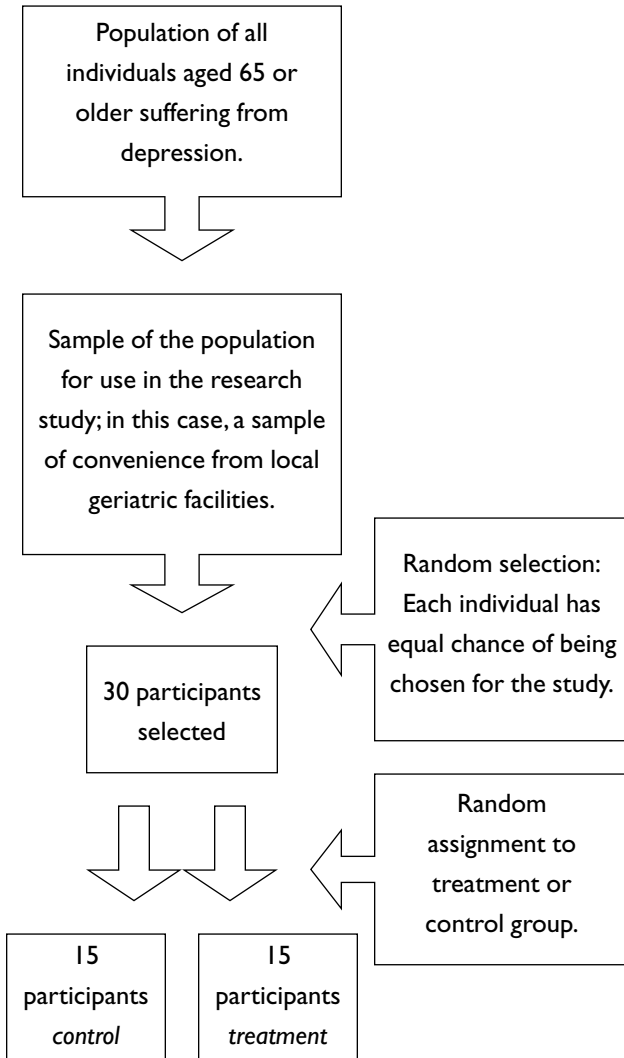 Population of all
individuals aged 65 or
older suffering from
depression.
Sample of the population
for use in the research
study; in this case, a sample
of convenience from local
geriatric facilities.
Random selection:
Each individual has
equal chance of being
chosen for the study.
30 participants
selected
Random
assignment to
treatment or
control group.
15
participants
control
15
participants
treatment